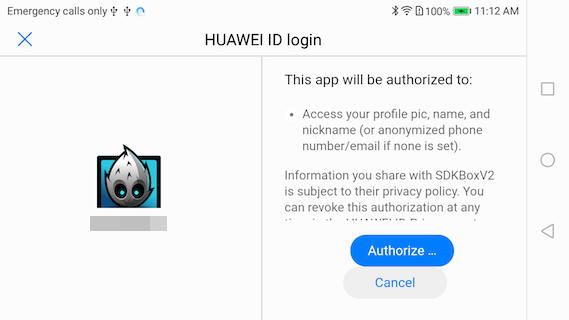 Emergency calls only
100%
11:12 AM
HUAWEI ID login
This app will be authorized to:
• Access your profile pic, name, and
nickname (or anonymized phone
number/email if none is set).
Information you share with SDKBoxV2
is subject to their privacy policy. You
can revoke this authorization at any
Authorize ...
Cancel